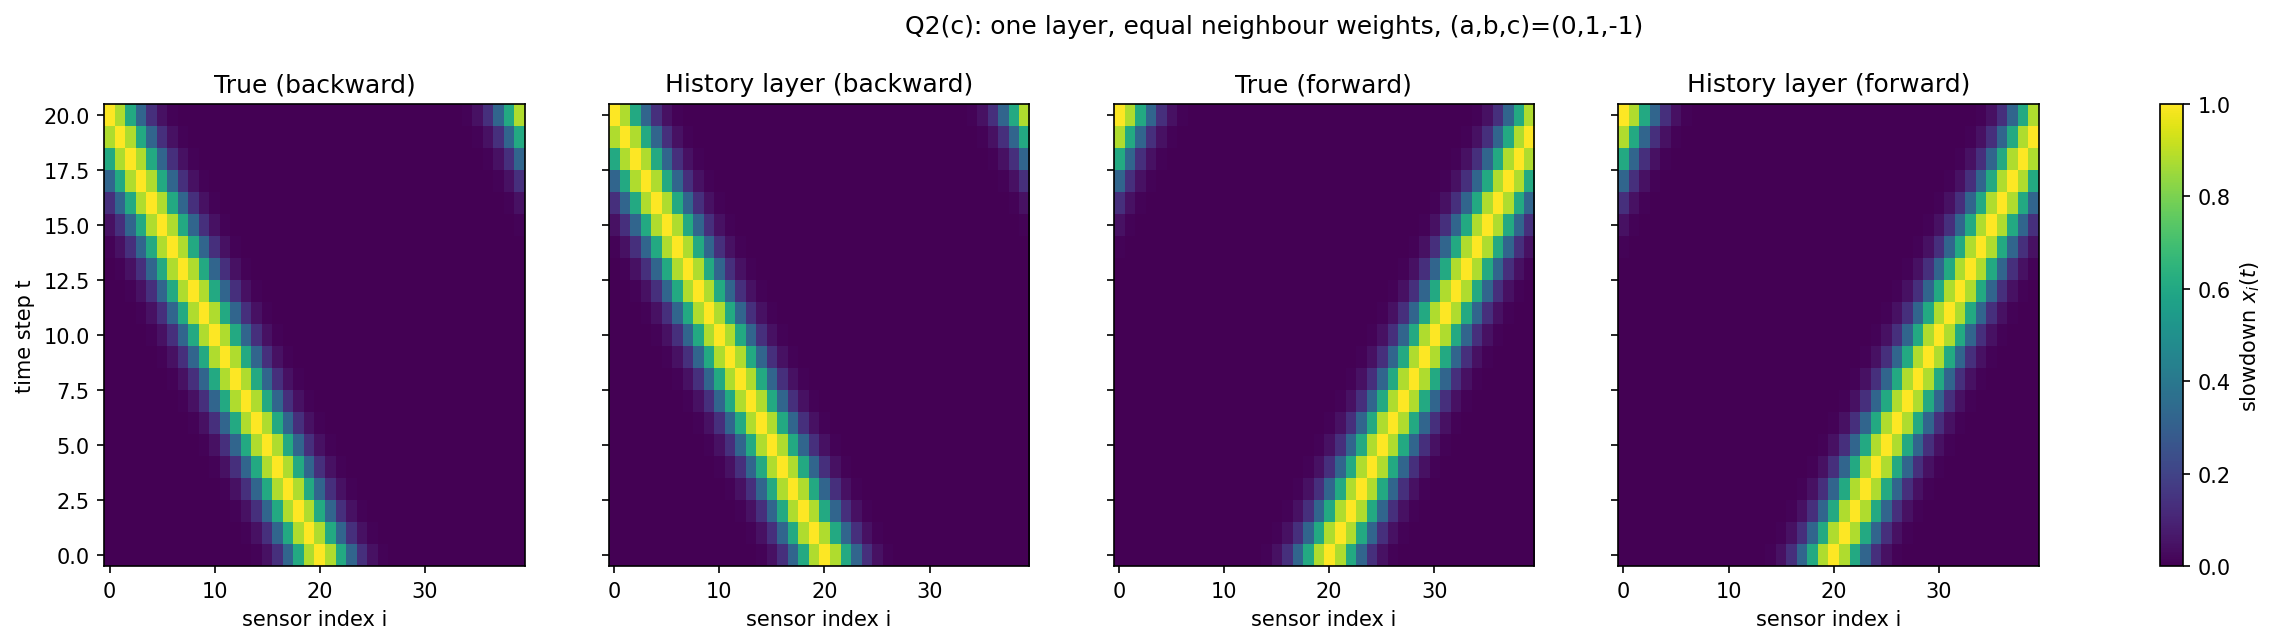 Q2(c): one layer, equal neighbour weights, (a,b,c)=(0,1,-1)
True (backward)
History layer (backward)
True (forward)
History layer (forward)
time step t
20.0
17.5
15.0
12.5
10.0
7.5
5.0
2.5
0.0
0 10 20 30
0 10 20 30
0 10 20 30
0 10 20 30
sensor index i
sensor index i
sensor index i
sensor index i
1.0
0.8
0.6
0.4
0.2
0.0
slowdown x_i(t)